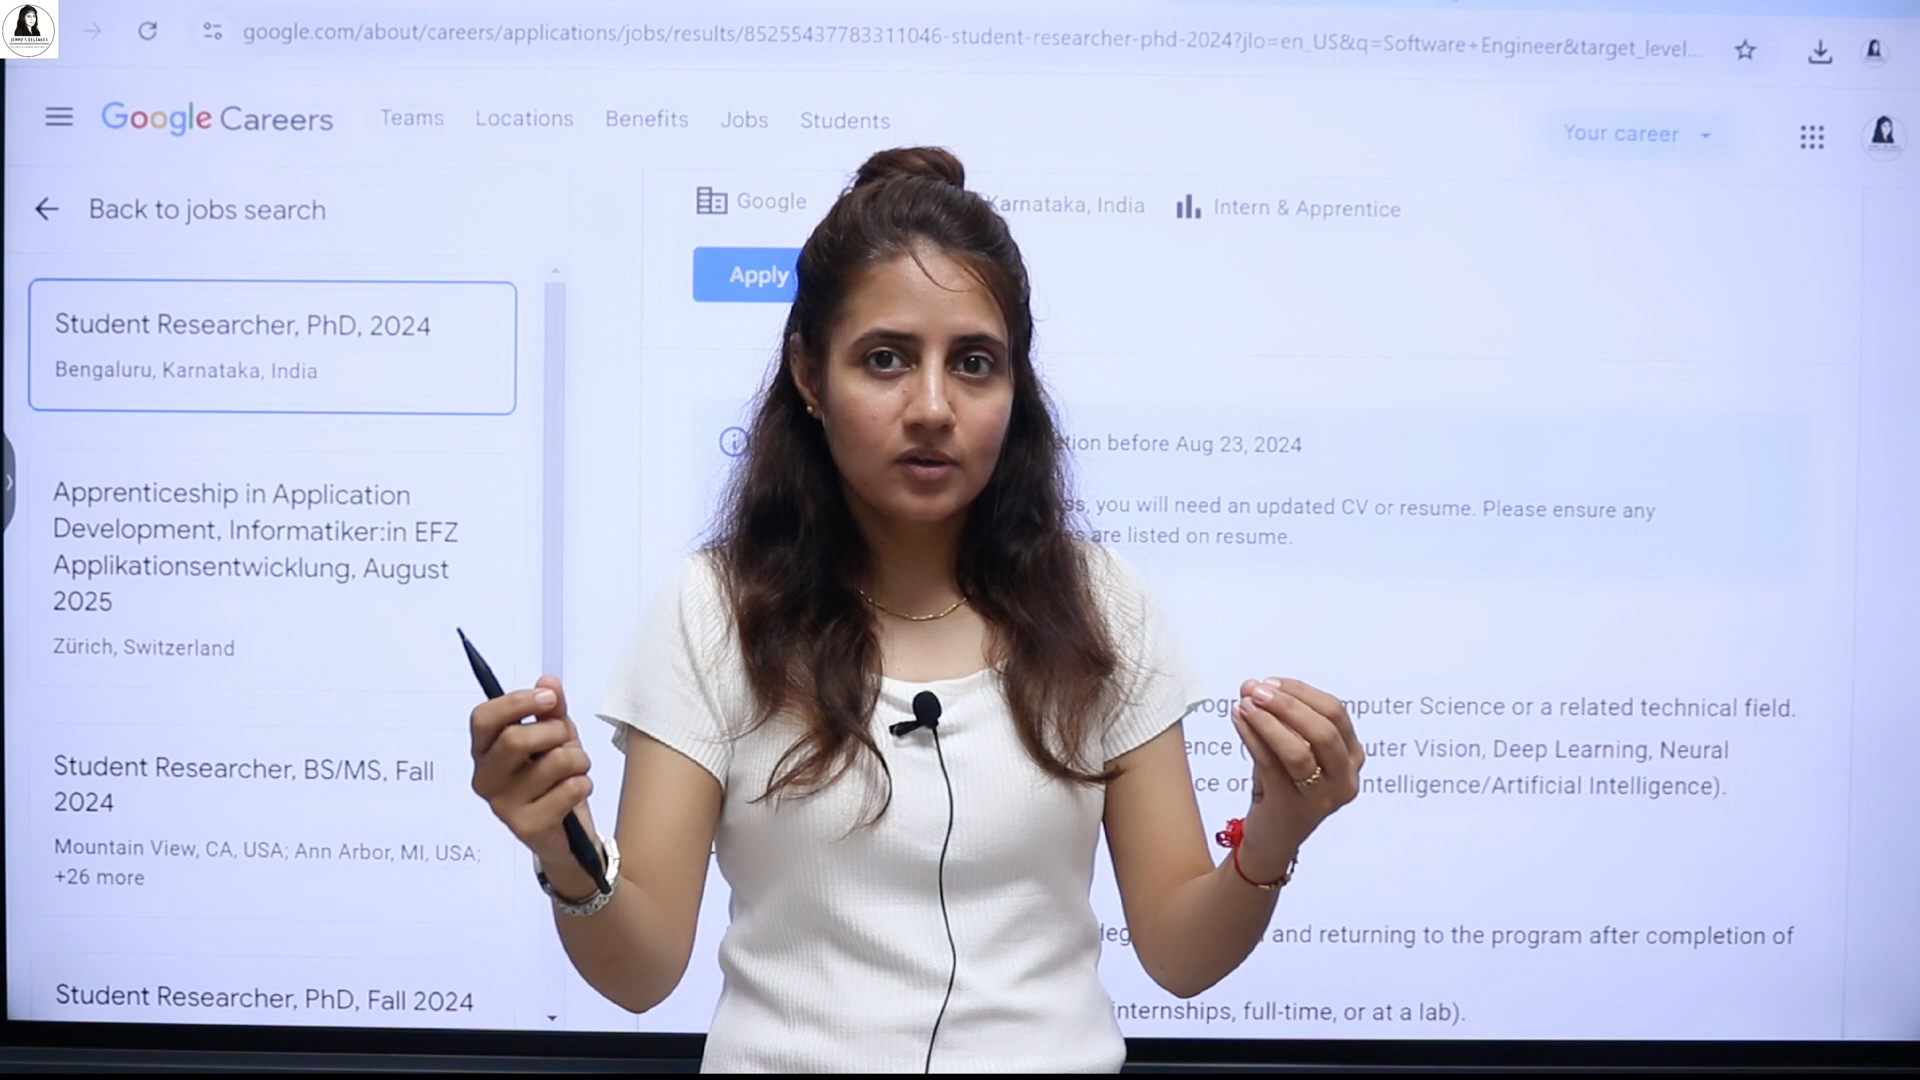 google.com/about/careers/applications/jobs/results/85255437783311046-student-researcher-phd-2024?jlo=en_US&q=Software+Engineer&target_level...
Google Careers Teams Locations Benefits Jobs Students
Your career
Back to jobs search
Google Karnataka, India Intern & Apprentice
Apply
Student Researcher, PhD, 2024
Bengaluru, Karnataka, India
before Aug 23, 2024
you will need an updated CV or resume. Please ensure any
are listed on resume.
Apprenticeship in Application
Development, Informatiker:in EFZ
Applikationsentwicklung, August
2025
Zürich, Switzerland
Science or a related technical field.
Vision, Deep Learning, Neural
Intelligence/Artificial Intelligence).
Student Researcher, BS/MS, Fall
2024
Mountain View, CA, USA; Ann Arbor, MI, USA;
+26 more
and returning to the program after completion of
internships, full-time, or at a lab).
Student Researcher, PhD, Fall 2024